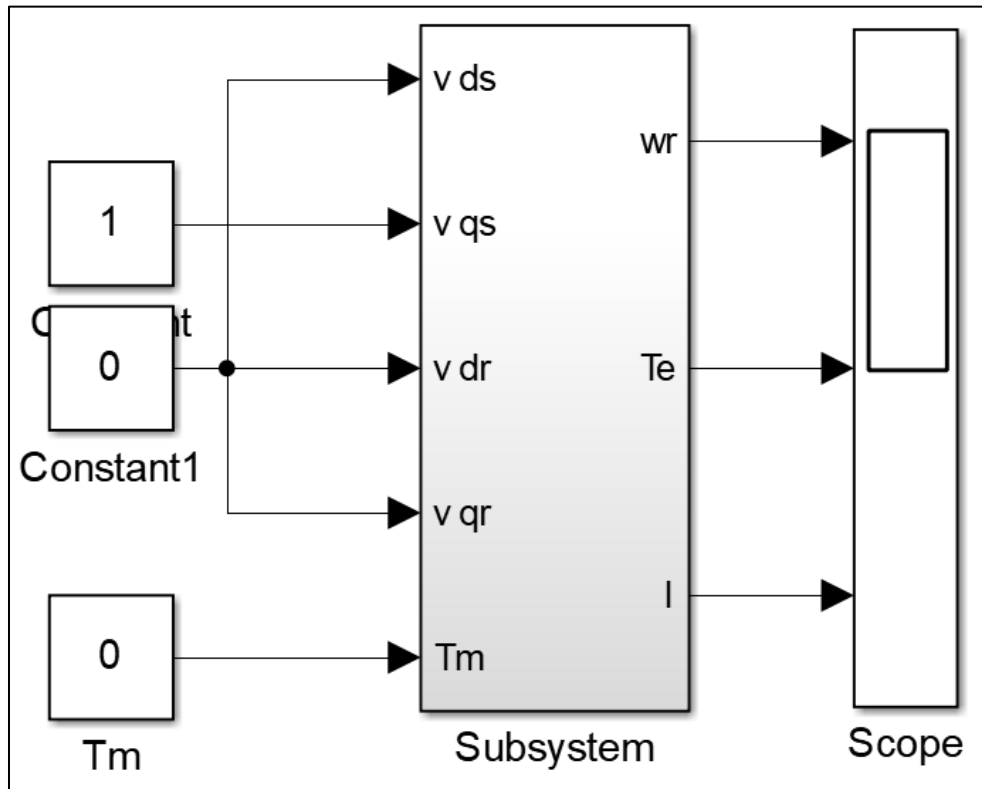 v ds
wr
1
v qs
0
v dr
Te
Constant1
v qr
I
0
Tm
Tm
Subsystem
Scope